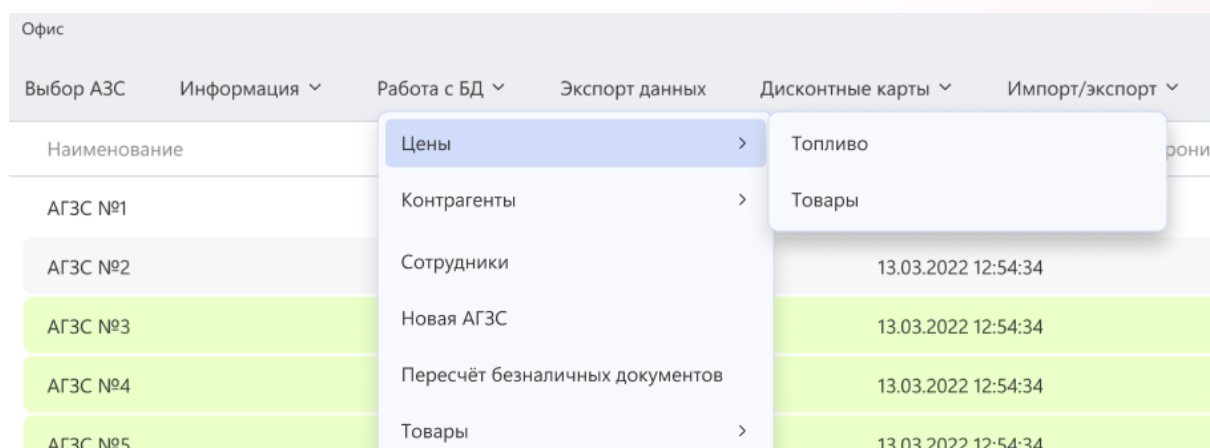 Офис
Выбор АЗС Информация Работа с БД Экспорт данных Дисконтные карты Импорт/экспорт
Наименование
Цены
Топливо
АГЗС №1
Контрагенты
Товары
АГЗС №2
Сотрудники
13.03.2022 12:54:34
АГЗС №3
Новая АГЗС
13.03.2022 12:54:34
АГЗС №4
Пересчёт безналичных документов
13.03.2022 12:54:34
АГЗС №5
Товары
13.03.2022 12:54:34